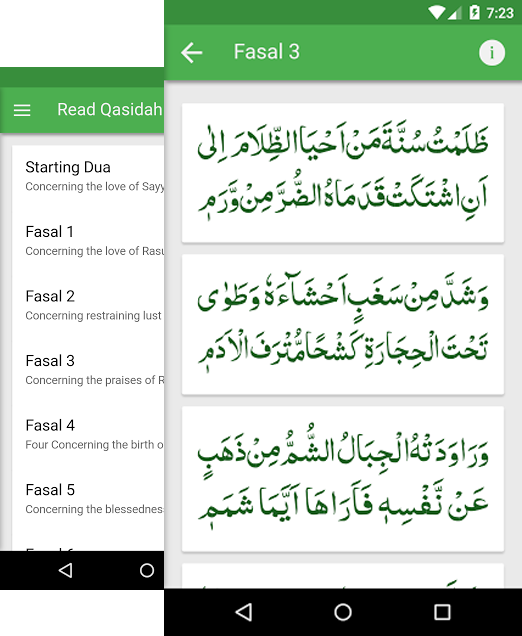 Read Qasidah
Starting Dua
Concerning the love of Sayy
Fasal 1
Concerning the love of Rasu
Fasal 2
Concerning restraining lust
Fasal 3
Concerning the praises of R
Fasal 4
Four Concerning the birth o
Fasal 5
Concerning the blessedness
7:23
Fasal 3
ظَلَمْتُ سُنَّةَ مَنْ اَحْيَا الظَّلَامَ اِلٰى
اَنِ اشْتَكَتْ قَدَمَاهُ الضُّرَّ مِنْ وَّرَمٖ
وَشَدَّ مِنْ سَغَبٍ اَحْشَآءَهٗ وَطَوٰى
تَحْتَ الْحِجَارَةِ كَشْحًا مُّتْرَفَ الْاَدَمٖ
وَرَاوَدَتْهُ الْجِبَالُ الشُّمُّ مِنْ ذَهَبٍ
عَنْ نَّفْسِهٖ فَاَرَاهَا اَيَّمَا شَمَمٖ